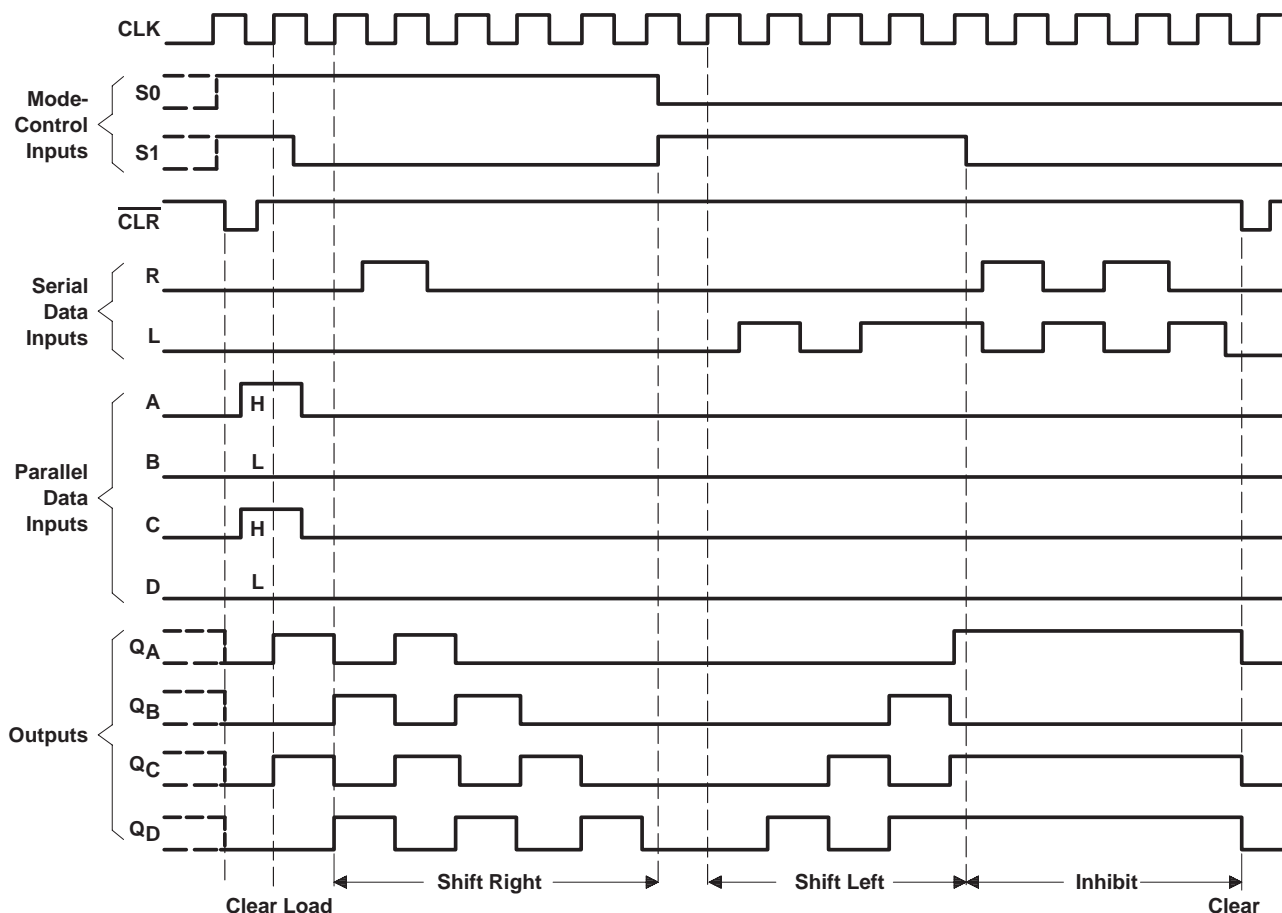 CLK
Mode-
Control
Inputs
S0
S1
CLR
Serial
Data
Inputs
R
L
Parallel
Data
Inputs
A
H
B
L
C
H
D
L
Outputs
QA
QB
QC
QD
Shift Right
Shift Left
Inhibit
Clear Load
Clear